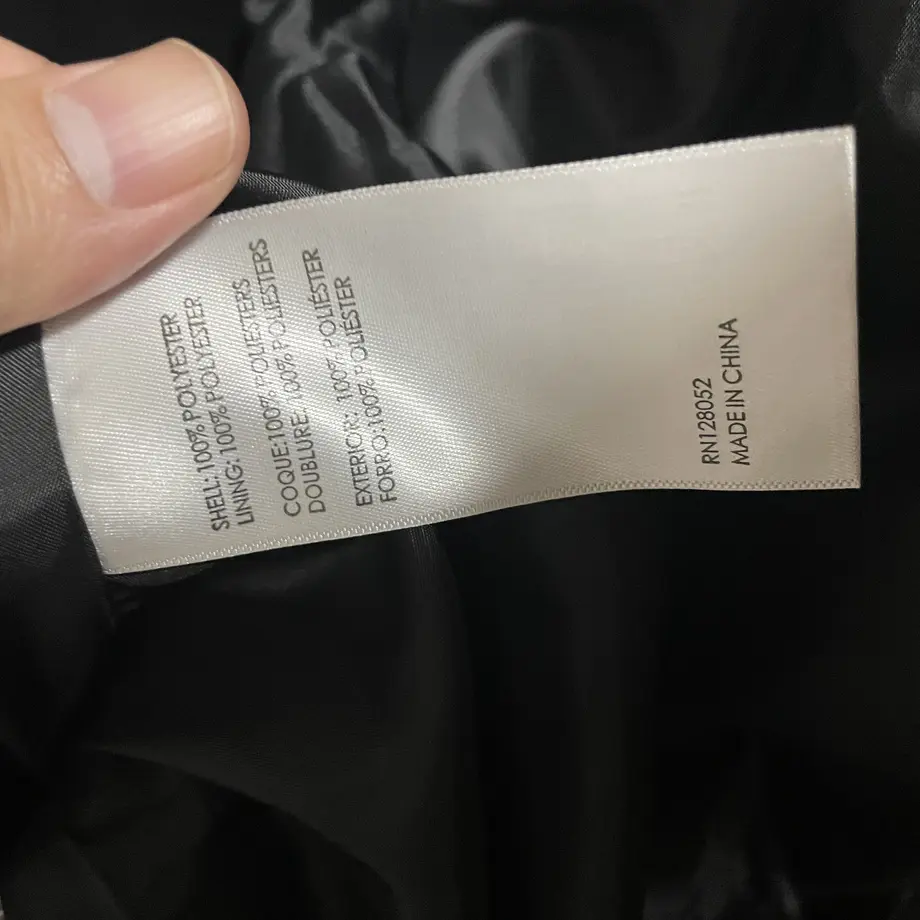 SHELL:100% POLYESTER
LINING:100% POLYESTER
COQUE:100% POLIESTERS
DOUBLURE: 100% POLIESTERS
EXTERIOR: 100% POLIÉSTER
FORRO:100% POLIÉSTER
RN128052
MADE IN CHINA